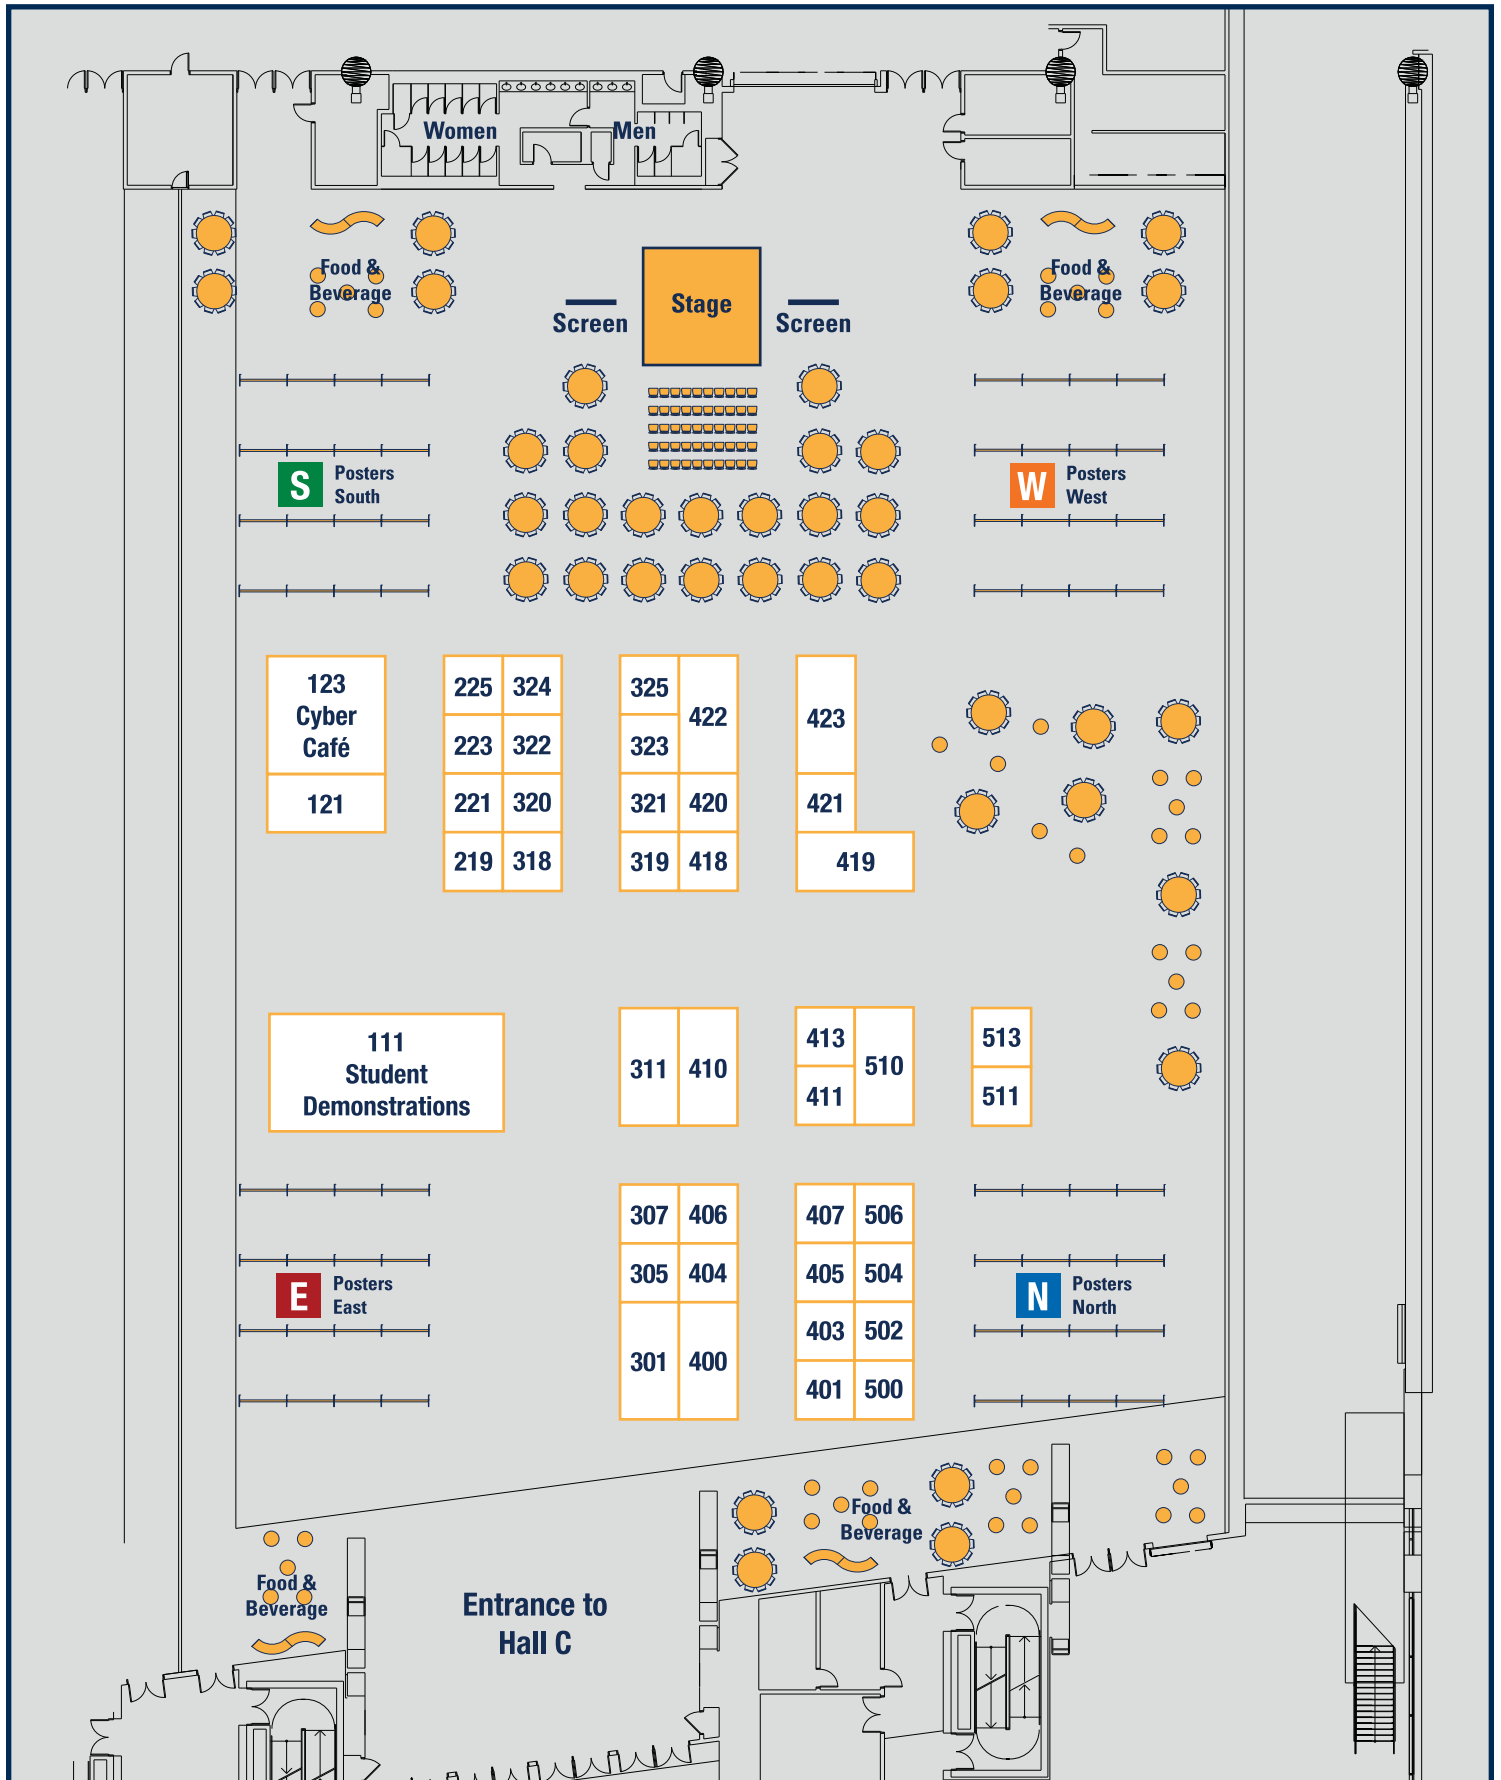 Women
Men
Food &
Beverage
Food &
Beverage
Stage
Screen
Screen
S
Posters
South
W
Posters
West
123
Cyber
Café
121
225
324
223
322
221
320
219
318
325
422
323
321
420
319
418
423
421
419
111
Student
Demonstrations
311
410
413
510
411
513
511
307
406
305
404
301
400
407
506
405
504
403
502
401
500
E
Posters
East
N
Posters
North
Food &
Beverage
Food &
Beverage
Entrance to
Hall C